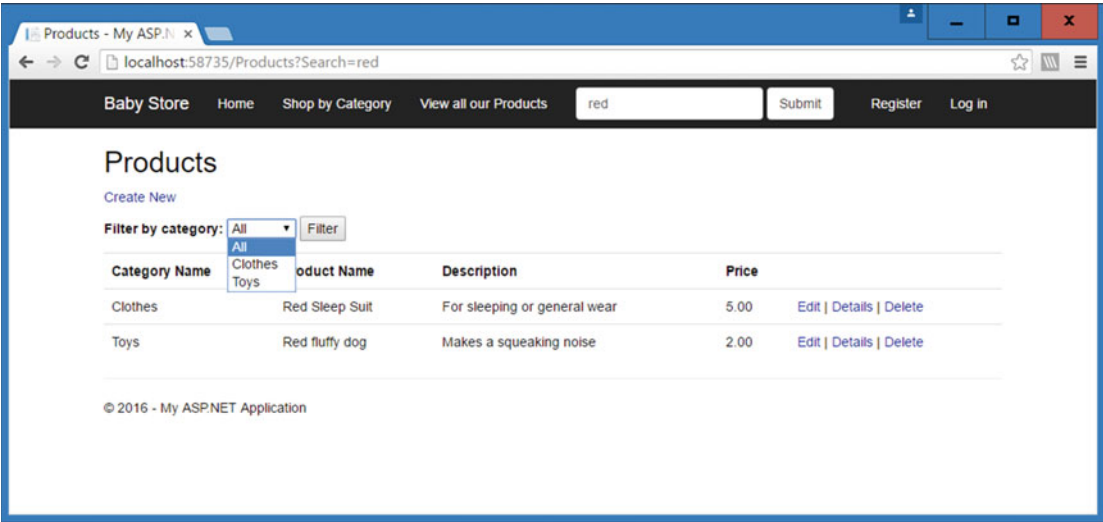 Products - My ASP.N
localhost:58735/Products?Search=red
Baby Store Home Shop by Category View all our Products red Submit Register Log in
Products
Create New
Filter by category: All Filter
All
Clothes
Toys
Category Name oduct Name Description Price
Clothes Red Sleep Suit For sleeping or general wear 5.00 Edit | Details | Delete
Toys Red fluffy dog Makes a squeaking noise 2.00 Edit | Details | Delete
© 2016 - My ASP.NET Application